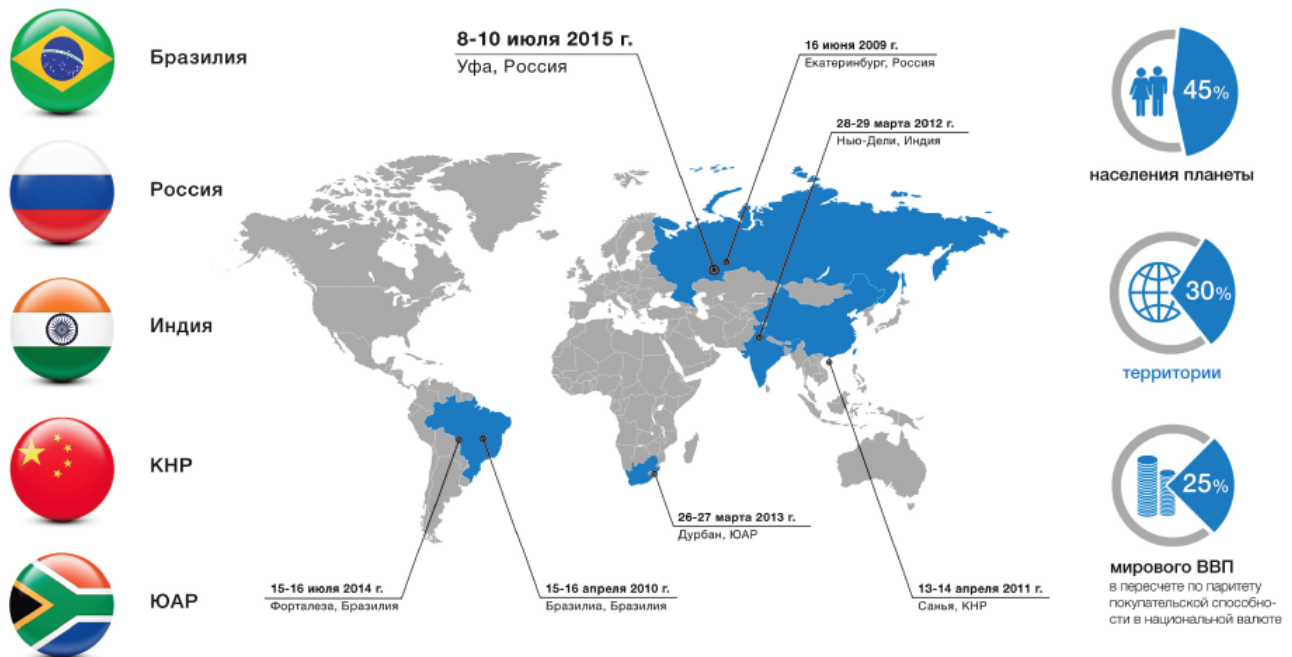 Бразилия
Россия
Индия
КНР
ЮАР
8-10 июля 2015 г.
Уфа, Россия
16 июня 2009 г.
Екатеринбург, Россия
28-29 марта 2012 г.
Нью-Дели, Индия
26-27 марта 2013 г.
Дурбан, ЮАР
15-16 июля 2014 г.
Форталеза, Бразилия
15-16 апреля 2010 г.
Бразилиа, Бразилия
13-14 апреля 2011 г.
Санья, КНР
45%
населения планеты
30%
территории
25%
мирового ВВП
в пересчете по паритету
покупательской способно-
сти в национальной валюте